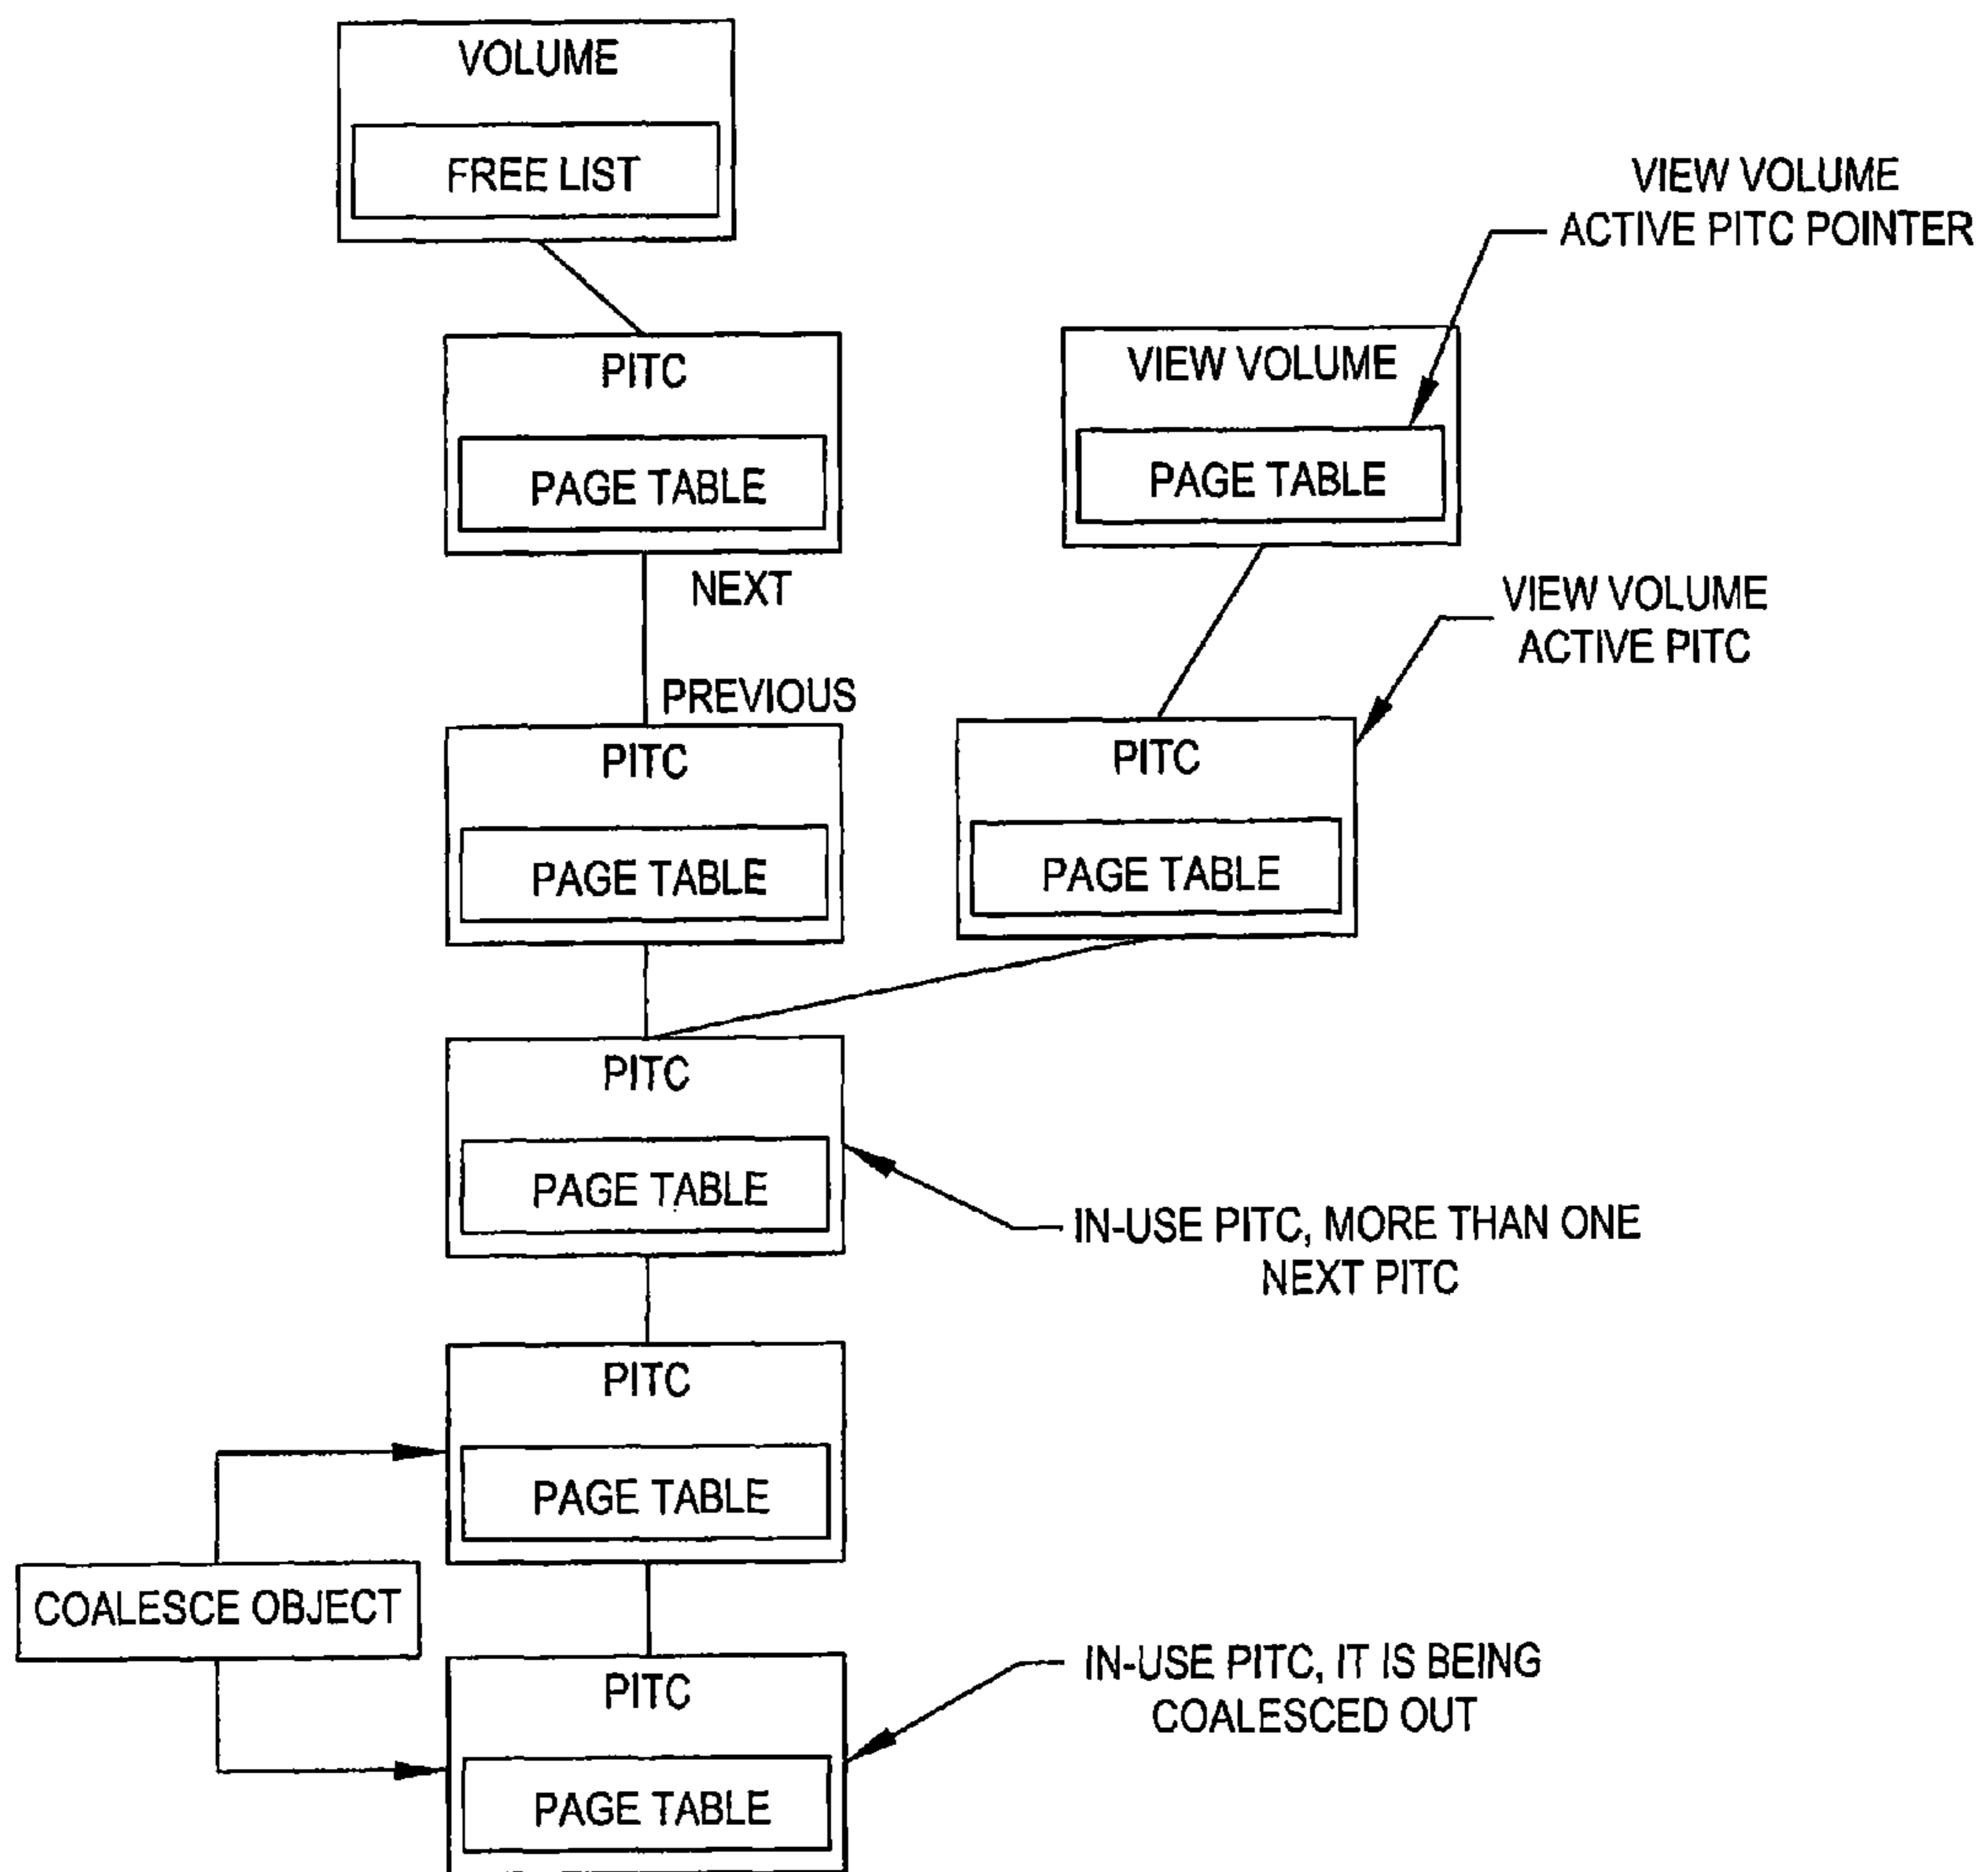 VOLUME
FREE LIST
VIEW VOLUME
ACTIVE PITC POINTER
PITC
PAGE TABLE
VIEW VOLUME
PAGE TABLE
NEXT
VIEW VOLUME
ACTIVE PITC
PREVIOUS
PITC
PAGE TABLE
PITC
PAGE TABLE
PITC
PAGE TABLE
IN-USE PITC, MORE THAN ONE
NEXT PITC
PITC
PAGE TABLE
COALESCE OBJECT
PITC
PAGE TABLE
IN-USE PITC, IT IS BEING
COALESCED OUT